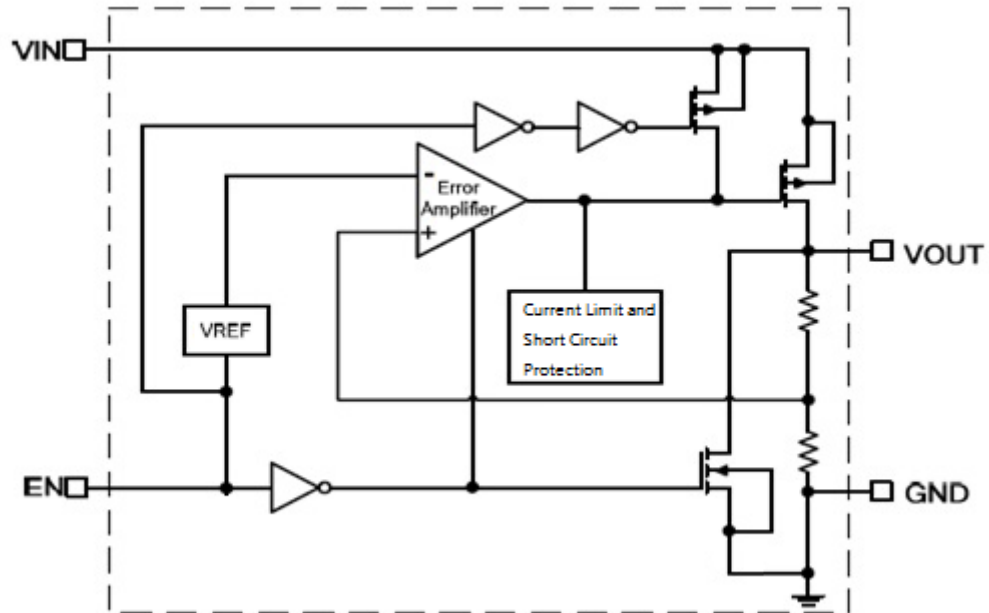 VIN
-
Error
Amplifier
+
VOUT
Current Limit and
Short Circuit
Protection
VREF
EN
GND